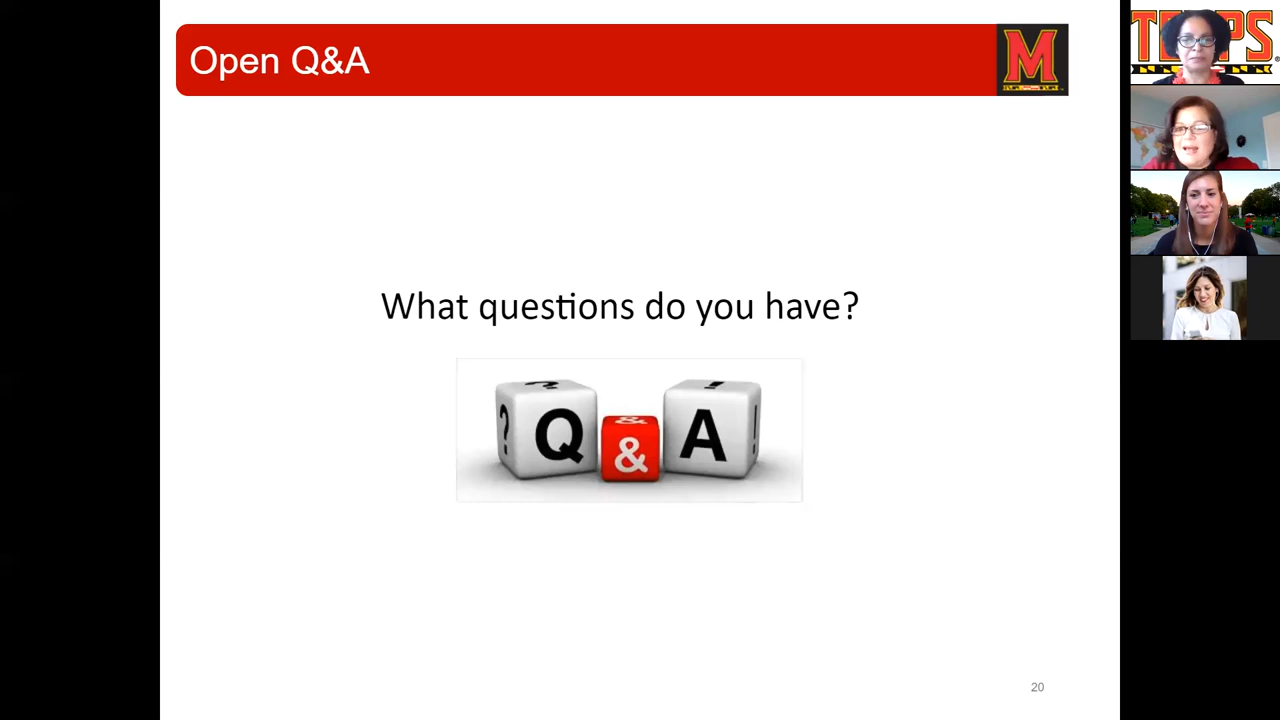 Open Q&A
M
TERPS
What questions do you have?
? Q & & A ! !
?
20